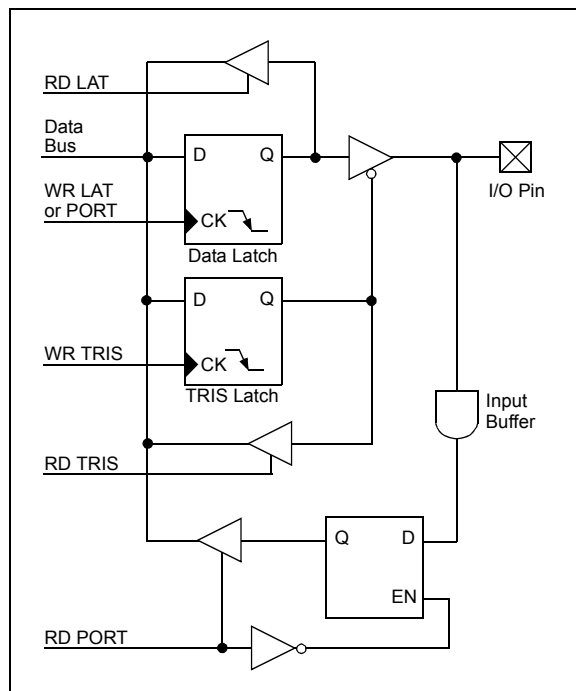 RD LAT
Data
Bus
D
Q
I/O Pin
WR LAT
or PORT
CK
Data Latch
D
Q
WR TRIS
CK
TRIS Latch
Input
Buffer
RD TRIS
Q
D
EN
RD PORT